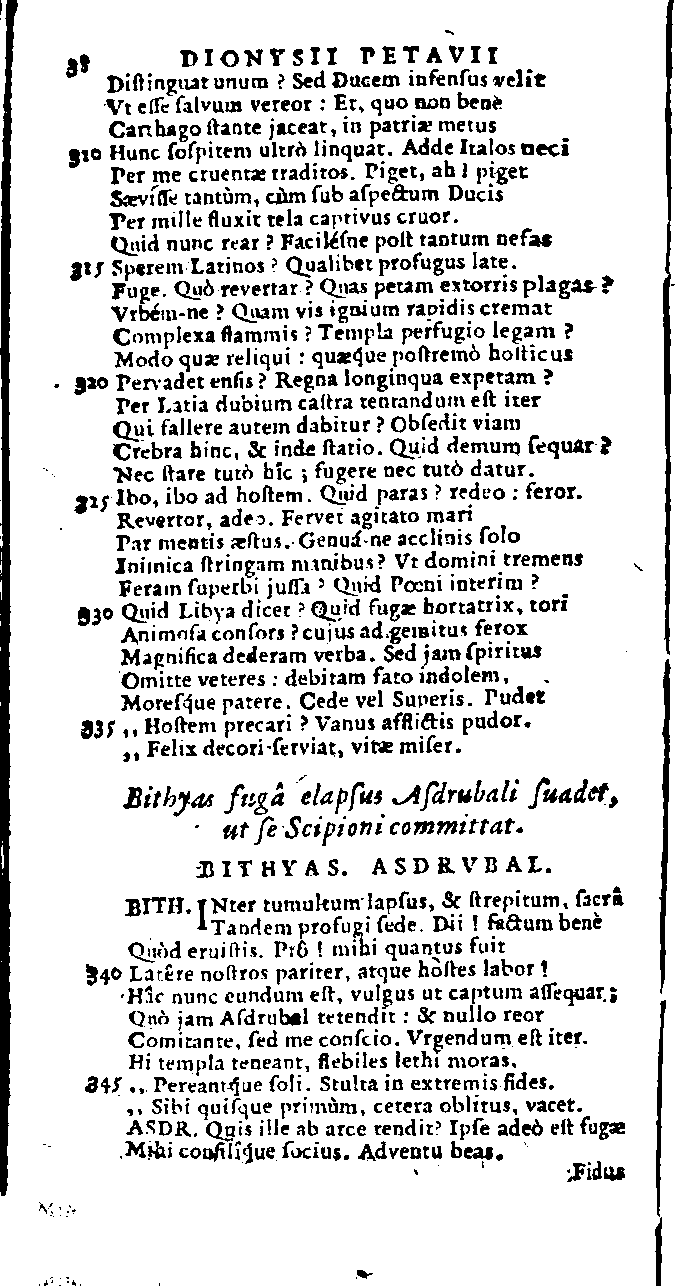 38 DIONYSII PETAVII
Diſtinguat unum ? Sed Ducem infenſus velit
Vt eſſe ſalvum vereor : Et, quo non benè
Carthago ſtante jaceat, in patriæ metus
310 Hunc ſoſpitem ultrò linquat. Adde Italos neci
Per me cruentæ traditos. Piget, ah ! piget
Sævíſſe tantùm, cùm ſub aſpectum Ducis
Per mille fluxit tela captivus cruor.
Quid nunc rear ? Faciléſne poſt tantum nefas
315 Sperem Latinos ? Qualibet profugus late.
Fuge. Quò revertar ? Quas petam extorris plagas ?
Vrbém-ne ? Quam vis ignium rapidis cremat
Complexa flammis ? Templa perfugio legam ?
Modo quæ reliqui : quæq́ue poſtremò hoſticus
320 Pervadet enſis ? Regna longinqua expetam ?
Per Latia dubium caſtra tentandum eſt iter
Qui fallere autem dabitur ? Obſedit viam
Crebra hinc, & inde ſtatio. Quid demum ſequar ?
Nec ſtare tutò hîc ; fugere nec tutò datur.
325 Ibo, ibo ad hoſtem. Quid paras ? redeo : feror.
Revertor, adeo. Fervet agitato mari
Par mentis æſtus. Genuá-ne acclinis ſolo
Inimica ſtringam manibus? Vt domini tremens
Feram ſuperbi juſſa ? Quid Pœni interim ?
330 Quid Libya dicet ? Quid fugæ hortatrix, tori
Animoſa conſors ? cujus ad gemitus ferox
Magnifica dederam verba. Sed jam ſpiritus
Omitte veteres : debitam fato indolem,
Moreſq́ue patere. Cede vel Superis. Pudet
335 ,, Hoſtem precari ? Vanus afflictis pudor.
,, Felix decori ſerviat, vitæ miſer.
Bithyas fugâ elapſus Aſdrubali ſuadet,
ut ſe Scipioni committat.
BITHYAS. ASDRVBAL.
BITH. INter tumultum lapſus, & ſtrepitum, ſacrâ
Tandem profugi ſede. Dii ! factum benè
Quòd eruiſtis. Prô ! mihi quantus fuit
340 Latêre noſtros pariter, atque hoſtes labor !
Hîc nunc eundum eſt, vulgus ut captum aſſequar ;
Quò jam Aſdrubal tetendit : & nullo reor
Comitante, ſed me conſcio. Vrgendum eſt iter.
Hi templa teneant, flebiles lethi moras,
345 ,, Pereantq́ue ſoli. Stulta in extremis fides.
,, Sibi quiſque primùm, cetera oblitus, vacet.
ASDR. Quis ille ab arce tendit? Ipſe adeò eſt fugæ
Mihi conſilîq́ue ſocius. Adventu beas.
Fidus